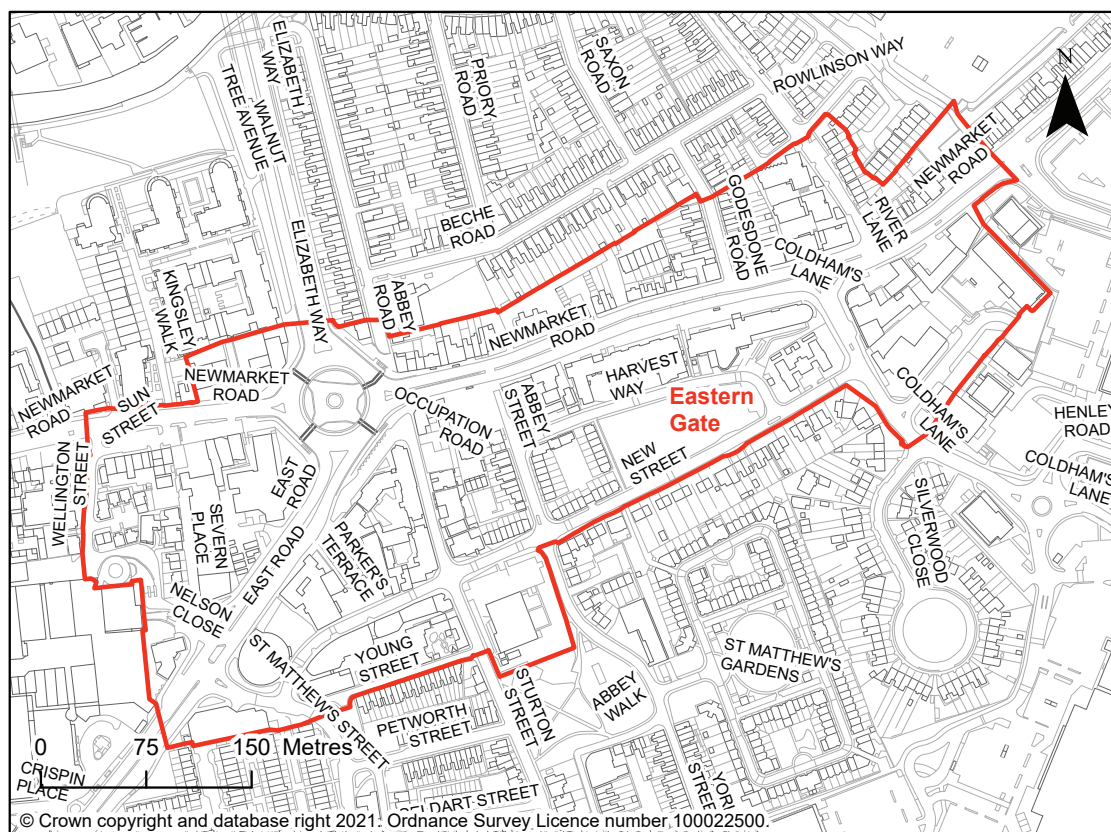 ELIZABETH
WAY
WALNUT
TREE AVENUE
PRIORY
ROAD
SAXON
ROAD
ROWLINSON WAY
N
NEWMARKET
ROAD
BECHE
ROAD
GODESDONE
ROAD
RIVER
LANE
COLDHAM'S
LANE
ELIZABETH WAY
ABBEY
ROAD
KINGSLEY
WALK
NEWMARKET
ROAD
SUN
STREET
NEWMARKET
ROAD
NEWMARKET
ROAD
HARVEST
WAY
OCCUPATION
ROAD
ABBEY
STREET
Eastern
Gate
COLDHAM'S
LANE
HENLEY
ROAD
COLDHAM'S
LANE
NEW
STREET
WELLINGTON
STREET
SEVERN
PLACE
EAST
ROAD
EAST ROAD
PARKER'S
TERRACE
NELSON
CLOSE
SILVERWOOD
CLOSE
ST MATTHEW'S STREET
YOUNG
STREET
ST MATTHEW'S
GARDENS
ABBEY
WALK
STURTON
STREET
PETWORTH
STREET
YORK
STREET
CRISPIN
PLACE
0 75 150 Metres
© Crown copyright and database right 2021. Ordnance Survey Licence number 100022500.